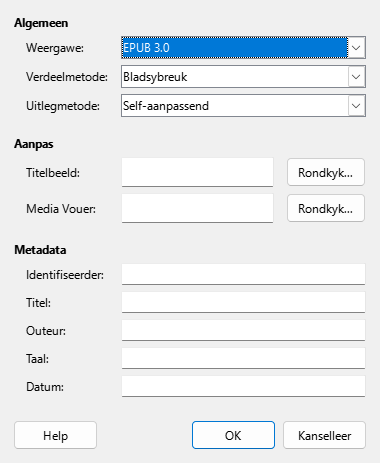 Algemeen
Weergawe: EPUB 3.0
Verdeelmetode: Bladsybreuk
Uitlegmetode: Self-aanpassend
Aanpas
Titelbeeld: Rondkyk...
Media Vouer: Rondkyk...
Metadata
Identifiseerder:
Titel:
Outeur:
Taal:
Datum:
Help OK Kanselleer